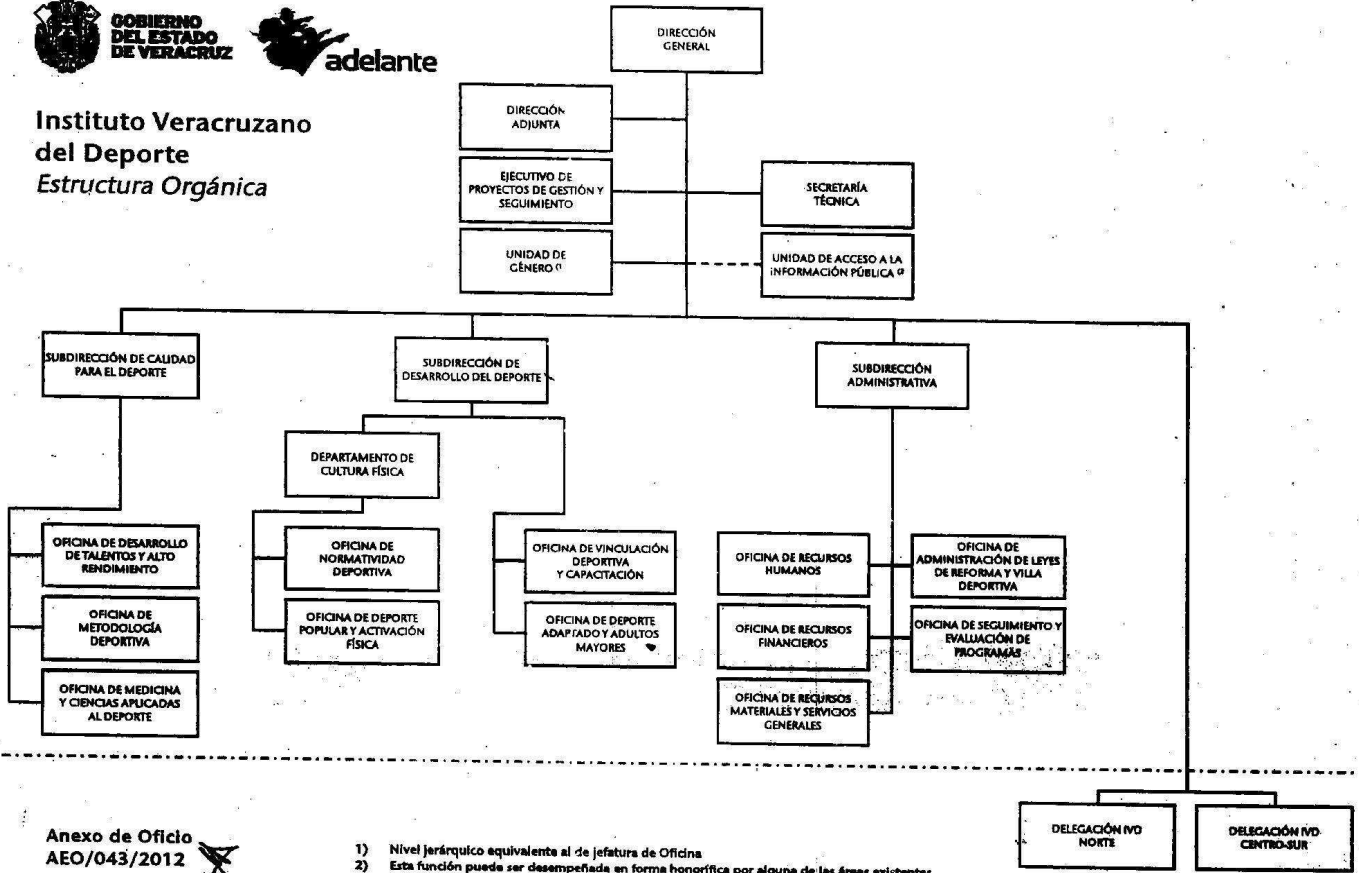 GOBIERNO
DEL ESTADO
DE VERACRUZ
adelante
Instituto Veracruzano
del Deporte
Estructura Orgánica
DIRECCIÓN
GENERAL
DIRECCIÓN
ADJUNTA
EJECUTIVO DE
PROYECTOS DE GESTIÓN Y
SEGUIMIENTO
SECRETARÍA
TÉCNICA
UNIDAD DE
GÉNERO (1
UNIDAD DE ACCESO A LA
INFORMACIÓN PÚBLICA (2
SUBDIRECCIÓN DE CALIDAD
PARA EL DEPORTE
SUBDIRECCIÓN DE
DESARROLLO DEL DEPORTE
SUBDIRECCIÓN
ADMINISTRATIVA
DEPARTAMENTO DE
CULTURA FÍSICA
OFICINA DE DESARROLLO
DE TALENTOS Y ALTO
RENDIMIENTO
OFICINA DE
METODOLOGÍA
DEPORTIVA
OFICINA DE MEDICINA
Y CIENCIAS APLICADAS
AL DEPORTE
OFICINA DE
NORMATIVIDAD
DEPORTIVA
OFICINA DE DEPORTE
POPULAR Y ACTIVACIÓN
FÍSICA
OFICINA DE VINCULACIÓN
DEPORTIVA
Y CAPACITACIÓN
OFICINA DE DEPORTE
ADAPTADO Y ADULTOS
MAYORES
OFICINA DE RECURSOS
HUMANOS
OFICINA DE
ADMINISTRACIÓN DE LEYES
DE REFORMA Y VILLA
DEPORTIVA
OFICINA DE RECURSOS
FINANCIEROS
OFICINA DE SEGUIMIENTO Y
EVALUACIÓN DE
PROGRAMAS
OFICINA DE RECURSOS
MATERIALES Y SERVICIOS
GENERALES
DELEGACIÓN IVD
NORTE
DELEGACIÓN IVD
CENTRO-SUR
Anexo de Oficio
AEO/043/2012
1) Nivel jerárquico equivalente al de jefatura de Oficina
2) Esta función puede ser desempeñada en forma honorífica por alguna de las áreas existentes